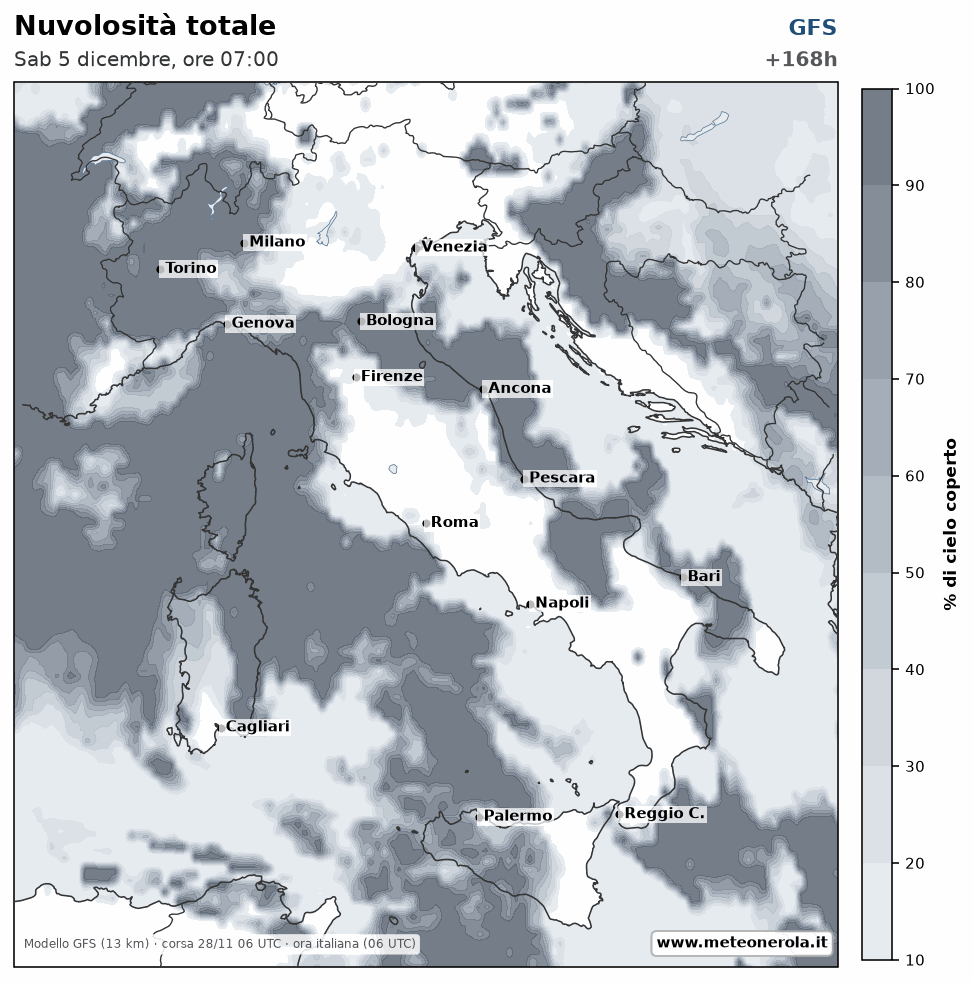 Nuvolosità totale
GFS
Sab 5 dicembre, ore 07:00
+168h
100
90
80
70
60
50
40
30
20
10
% di cielo coperto
Milano
Venezia
Torino
Genova
Bologna
Firenze
Ancona
Pescara
Roma
Bari
Napoli
Cagliari
Palermo
Reggio C.
Modello GFS (13 km) · corsa 28/11 06 UTC · ora italiana (06 UTC)
www.meteonerola.it